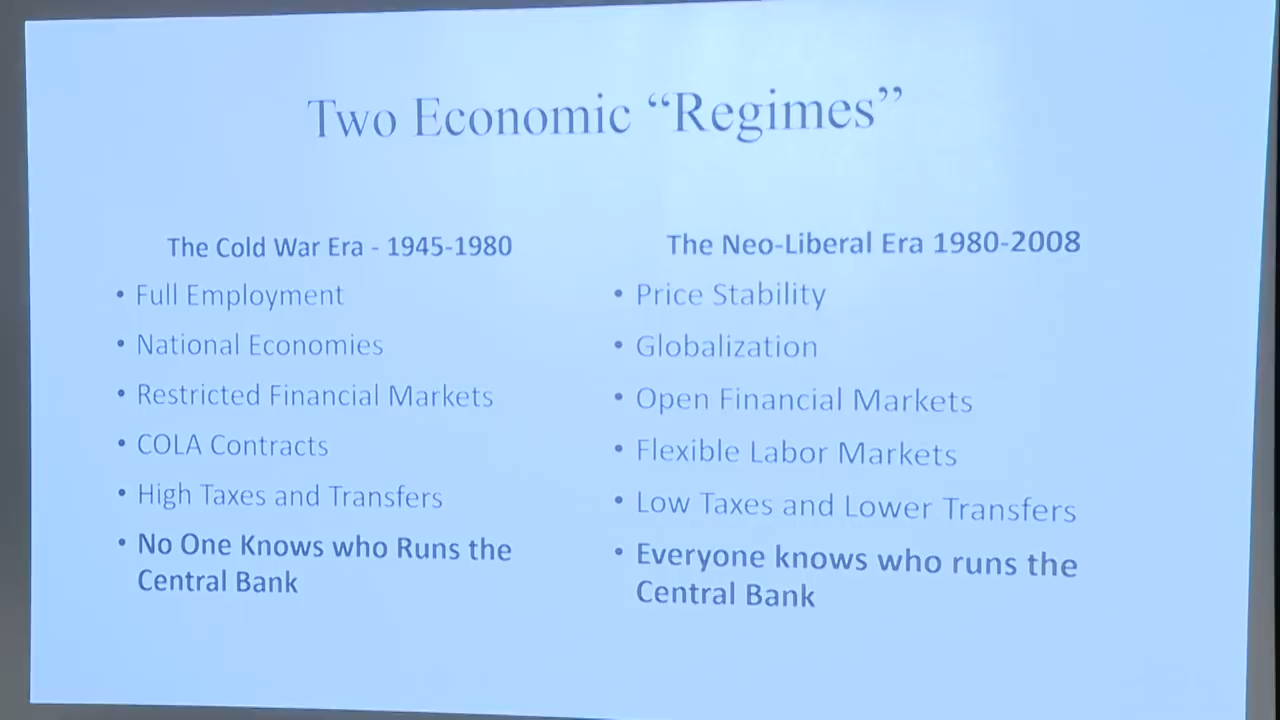 Two Economic “Regimes”
The Cold War Era - 1945-1980
• Full Employment
• National Economies
• Restricted Financial Markets
• COLA Contracts
• High Taxes and Transfers
• No One Knows who Runs the
Central Bank
The Neo-Liberal Era 1980-2008
• Price Stability
• Globalization
• Open Financial Markets
• Flexible Labor Markets
• Low Taxes and Lower Transfers
• Everyone knows who runs the
Central Bank